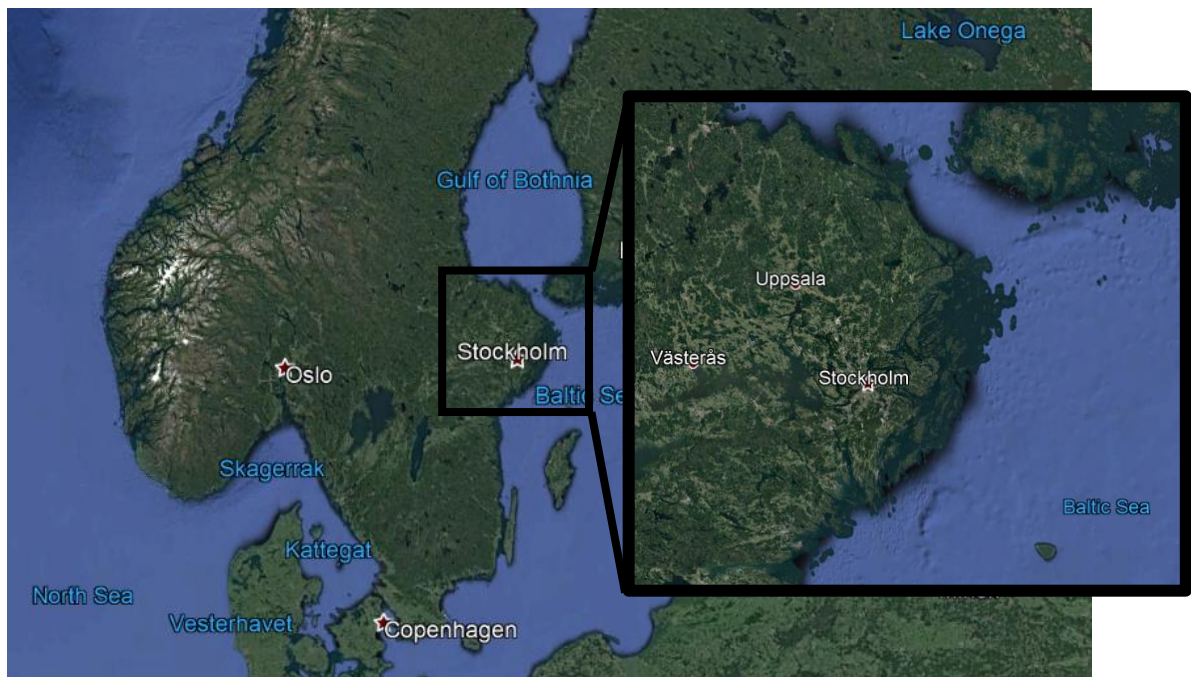 Lake Onega
Gulf of Bothnia
Uppsala
Västerås
Stockholm
Stockholm
Oslo
Baltic
Skagerrak
Baltic Sea
Kattegat
North Sea
Vesterhavet
Copenhagen